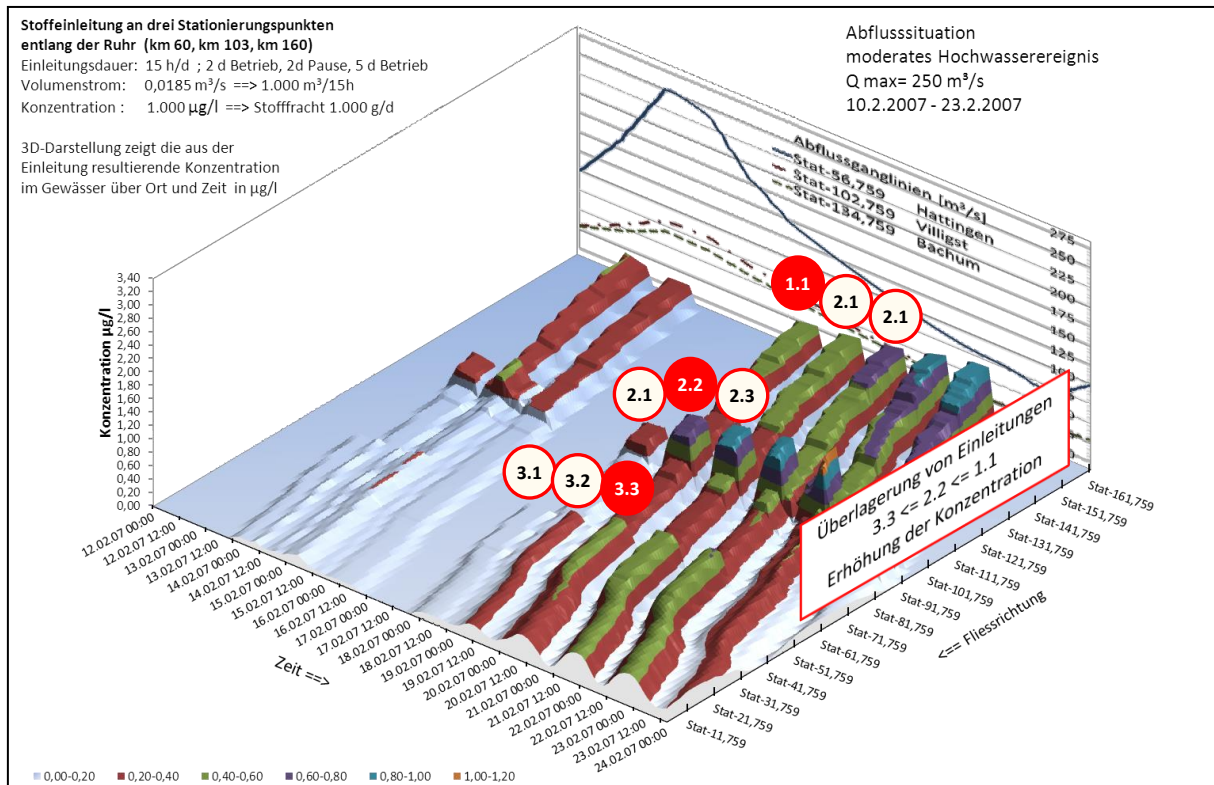 Stoffeinleitung an drei Stationierungspunkten
entlang der Ruhr (km 60, km 103, km 160)
Einleitungsdauer: 15 h/d ; 2 d Betrieb, 2d Pause, 5 d Betrieb
Volumenstrom: 0,0185 m³/s ==> 1.000 m³/15h
Konzentration : 1.000 µg/l ==> Stofffracht 1.000 g/d
3D-Darstellung zeigt die aus der
Einleitung resultierende Konzentration
im Gewässer über Ort und Zeit in µg/l
Abflusssituation
moderates Hochwasserereignis
Q max= 250 m³/s
10.2.2007 - 23.2.2007
Abflussganglinien [m³/s]
Stat-56,759 Hattingen
Stat-102,759 Villigst
Stat-134,759 Bachum
275
250
225
200
175
150
125
100
Konzentration µg/l
3,40
3,20
3,00
2,80
2,60
2,40
2,20
2,00
1,80
1,60
1,40
1,20
1,00
0,80
0,60
0,40
0,20
0,00
1.1
2.1
2.1
2.1
2.2
2.3
3.1
3.2
3.3
Überlagerung von Einleitungen
3.3 <= 2.2 <= 1.1
Erhöhung der Konzentration
12.02.07 00:00
12.02.07 12:00
13.02.07 00:00
13.02.07 12:00
14.02.07 00:00
14.02.07 12:00
15.02.07 00:00
15.02.07 12:00
16.02.07 00:00
16.02.07 12:00
17.02.07 00:00
17.02.07 12:00
18.02.07 00:00
18.02.07 12:00
19.02.07 00:00
19.02.07 12:00
20.02.07 00:00
20.02.07 12:00
21.02.07 00:00
21.02.07 12:00
22.02.07 00:00
22.02.07 12:00
23.02.07 00:00
23.02.07 12:00
24.02.07 00:00
Zeit ==>
Stat-161,759
Stat-151,759
Stat-141,759
Stat-131,759
Stat-121,759
Stat-111,759
Stat-101,759
Stat-91,759
Stat-81,759
Stat-71,759
Stat-61,759
Stat-51,759
Stat-41,759
Stat-31,759
Stat-21,759
Stat-11,759
<== Fliessrichtung
0,00-0,20 0,20-0,40 0,40-0,60 0,60-0,80 0,80-1,00 1,00-1,20